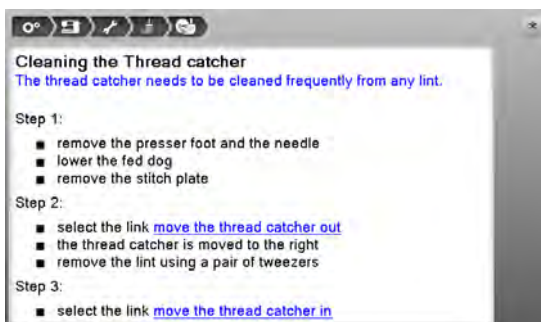 Cleaning the Thread catcher
The thread catcher needs to be cleaned frequently from any lint.
Step 1:
remove the presser foot and the needle
lower the fed dog
remove the stitch plate
Step 2:
select the link move the thread catcher out
the thread catcher is moved to the right
remove the lint using a pair of tweezers
Step 3:
select the link move the thread catcher in